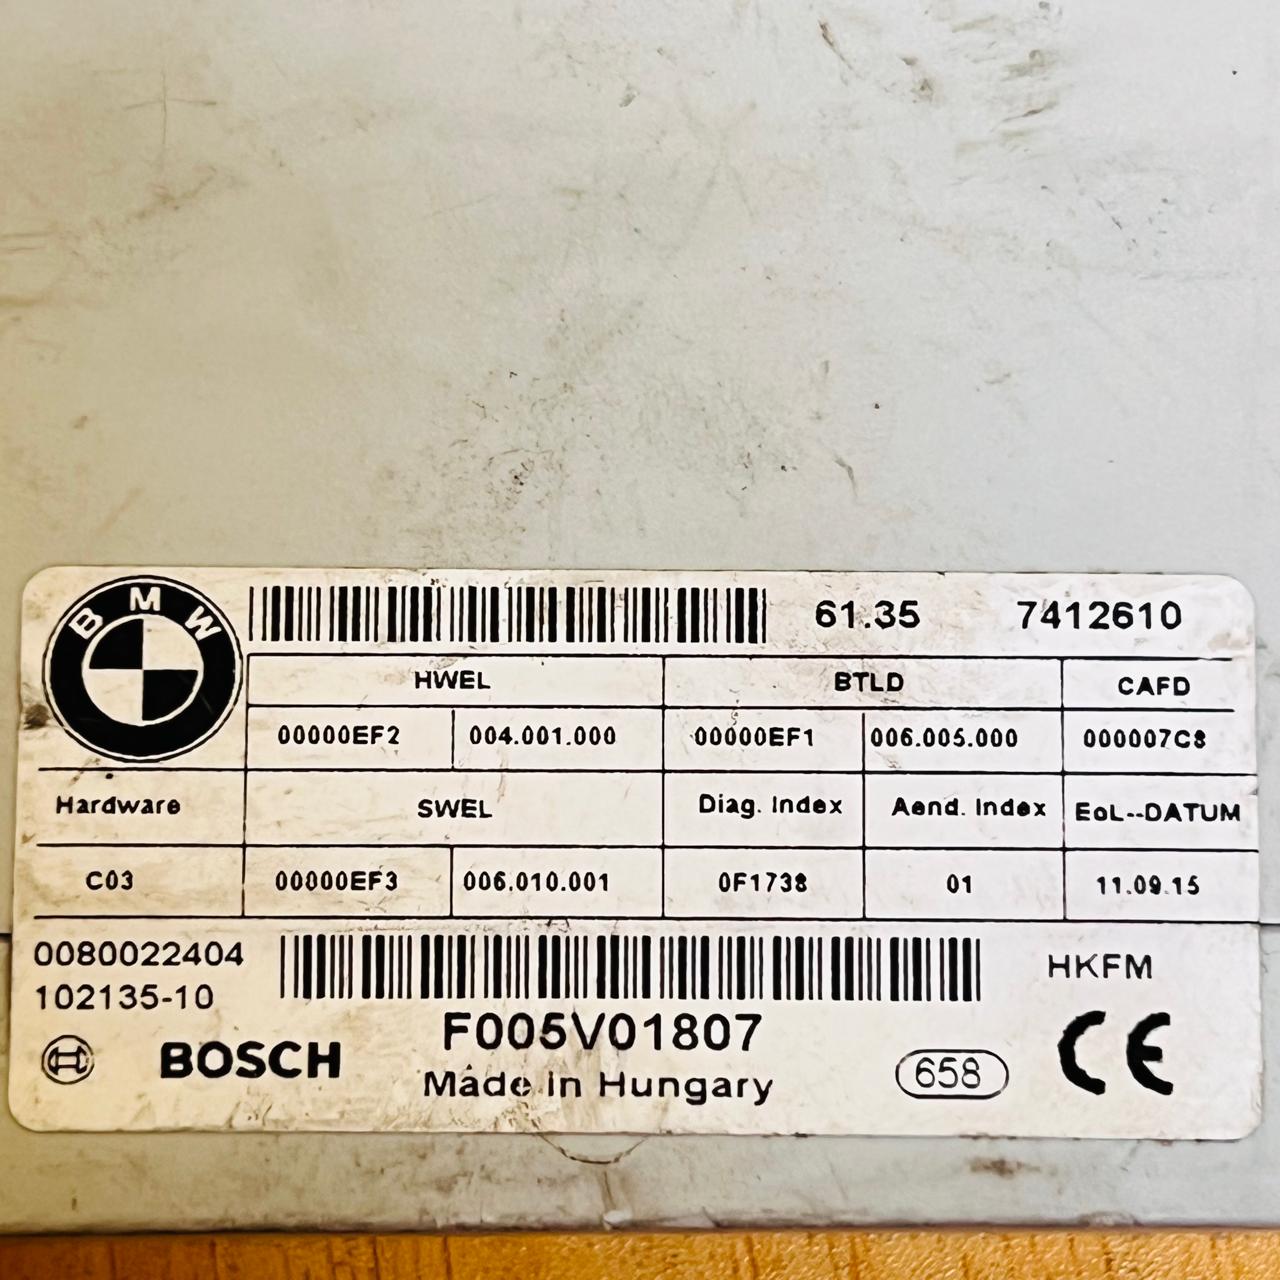 BMW
61.35 7412610
HWEL BTLD CAFD
00000EF2 004.001.000 00000EF1 006.005.000 000007C8
Hardware SWEL Diag. Index Aend. Index EoL--DATUM
C03 00000EF3 006.010.001 0F1738 01 11.09.15
0080022404 HKFM
102135-10
F005V01807
BOSCH Made in Hungary 658 CE